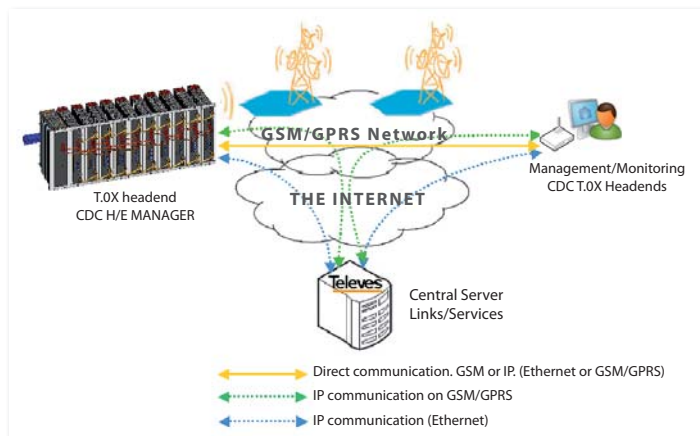 GSM/GPRS Network
T.0X headend
CDC H/E MANAGER
Management/Monitoring
CDC T.0X Headends
THE INTERNET
Televes
Central Server
Links/Services
Direct communication. GSM or IP. (Ethernet or GSM/GPRS)
IP communication on GSM/GPRS
IP communication (Ethernet)